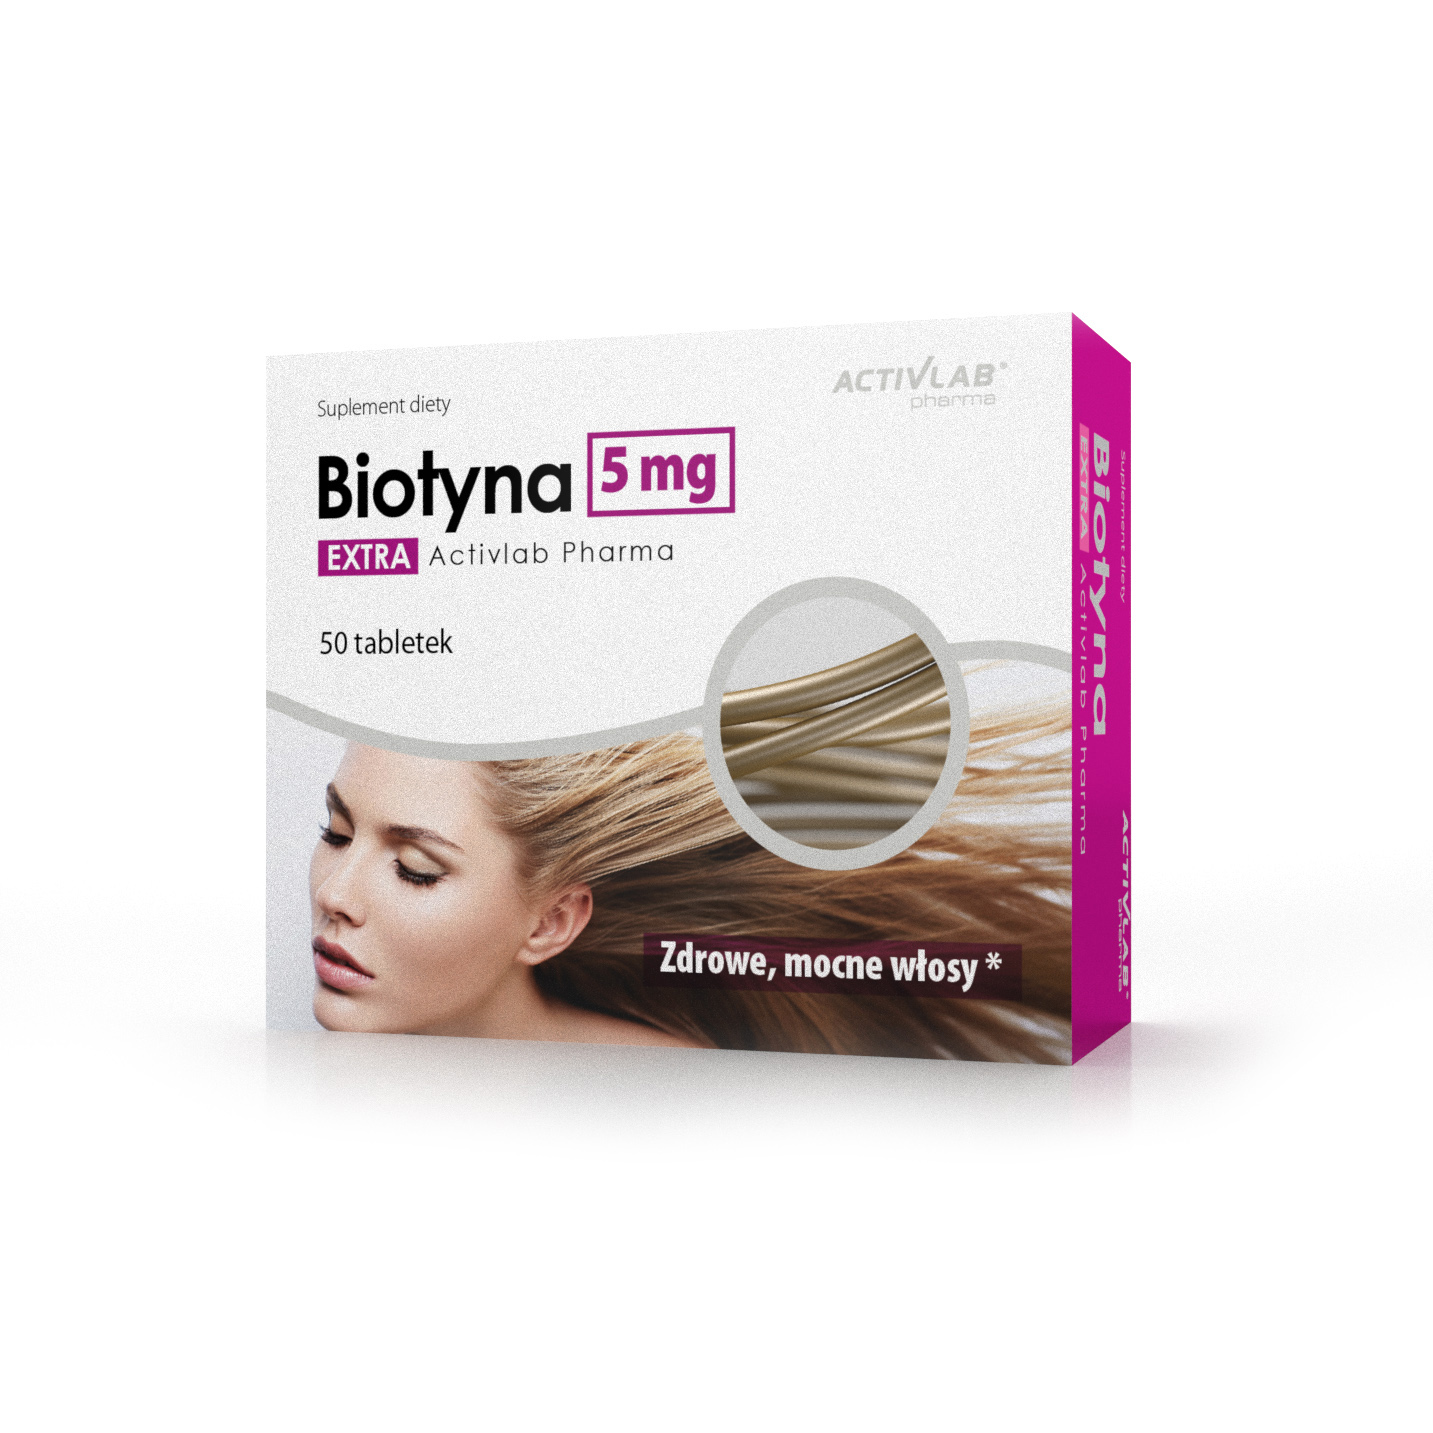 Suplement diety
ACTIVLAB®
pharma
Biotyna 5 mg
EXTRA Activlab Pharma
50 tabletek
Zdrowe, mocne włosy *
Suplement diety
Biotyna
EXTRA Activlab Pharma
ACTIVLAB®
pharma